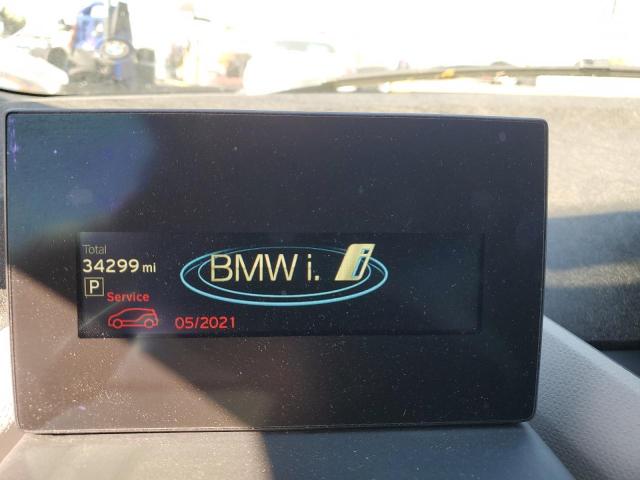 Total
34299 mi
BMW i.
i
P
Service
05/2021